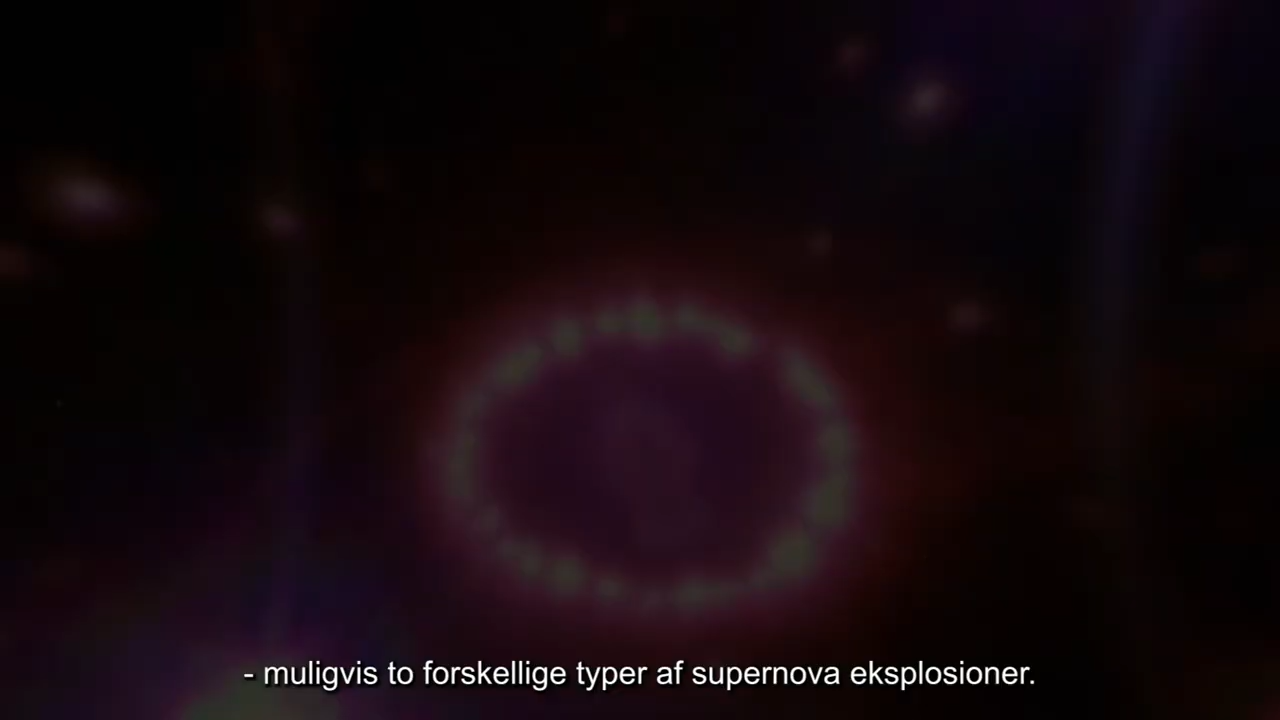 - muligvis to forskellige typer af supernova eksplosioner.